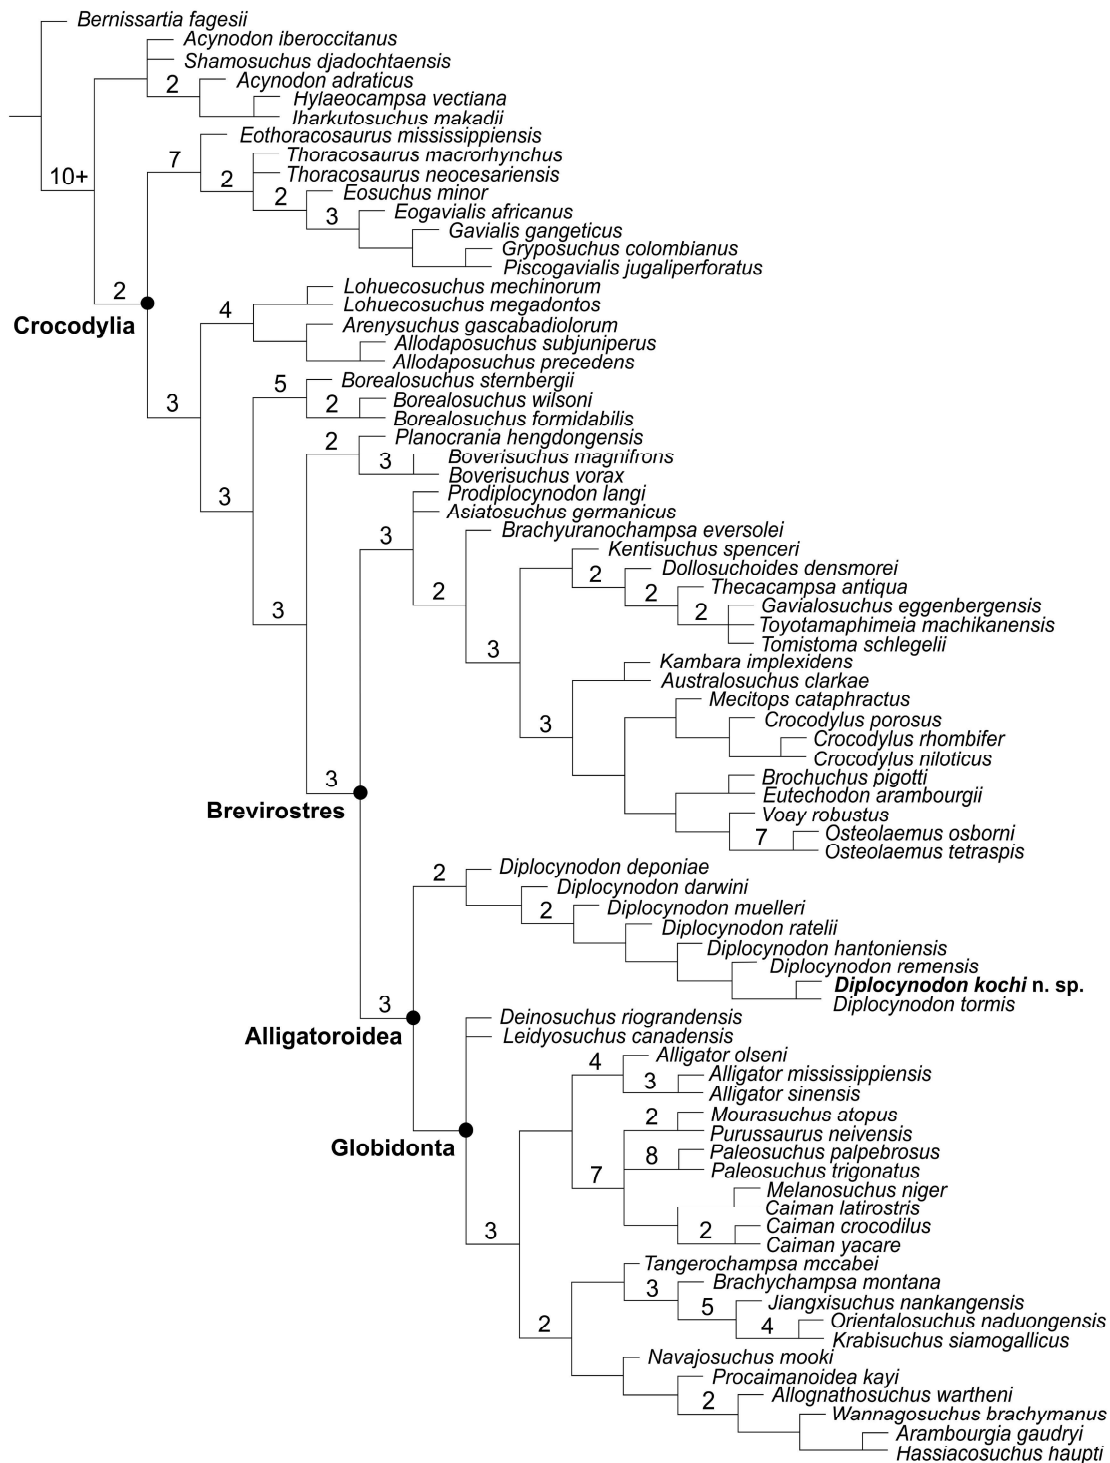 Bernissartia fagesii
Acynodon iberoccitanus
Shamosuchus djadochtaensis
Acynodon adraticus
2
Hylaeocampsa vectiana
Iharkutosuchus makadii
Eothoracosaurus mississippiensis
7
Thoracosaurus macrorhynchus
10+
2
Thoracosaurus neocesariensis
2
Eosuchus minor
3
Eogavialis africanus
Gavialis gangeticus
Gryposuchus colombianus
Piscogavialis jugaliperforatus
2
Lohuecosuchus mechinorum
4
Lohuecosuchus megadontos
Crocodylia
Arenysuchus gascabadiolorum
Allodaposuchus subjuniperus
Allodaposuchus precedens
5
Borealosuchus sternbergii
3
2
Borealosuchus wilsoni
Borealosuchus formidabilis
2
Planocrania hengdongensis
3
Boverisuchus magnifrons
Boverisuchus vorax
3
Prodiplocynodon langi
Asiatosuchus germanicus
3
Brachyuranochampsa eversolei
Kentisuchus spenceri
2
Dollosuchoides densmorei
2
2
Thecacampsa antiqua
3
2
Gavialosuchus eggenbergensis
Toyotamaphimeia machikanensis
Tomistoma schlegelii
3
Kambara implexidens
Australosuchus clarkae
Mecitops cataphractus
3
Crocodylus porosus
Crocodylus rhombifer
Crocodylus niloticus
3
Brochuchus pigotti
Eutechodon arambourgii
Brevirostres
Voay robustus
7
Osteolaemus osborni
Osteolaemus tetraspis
2
Diplocynodon deponiae
Diplocynodon darwini
2
Diplocynodon muelleri
Diplocynodon ratelii
Diplocynodon hantoniensis
Diplocynodon remensis
Diplocynodon kochi n. sp.
3
Diplocynodon tormis
Deinosuchus riograndensis
Alligatoroidea
Leidyosuchus canadensis
4
Alligator olseni
3
Alligator mississippiensis
Alligator sinensis
2
Mourasuchus atopus
Purussaurus neivensis
Globidonta
8
Paleosuchus palpebrosus
7
Paleosuchus trigonatus
Melanosuchus niger
Caiman latirostris
3
2
Caiman crocodilus
Caiman yacare
Tangerochampsa mccabei
3
Brachychampsa montana
5
Jiangxisuchus nankangensis
2
4
Orientalosuchus naduongensis
Krabisuchus siamogallicus
Navajosuchus mooki
Procaimanoidea kayi
2
Allognathosuchus wartheni
Wannagosuchus brachymanus
Arambourgia gaudryi
Hassiacosuchus haupti